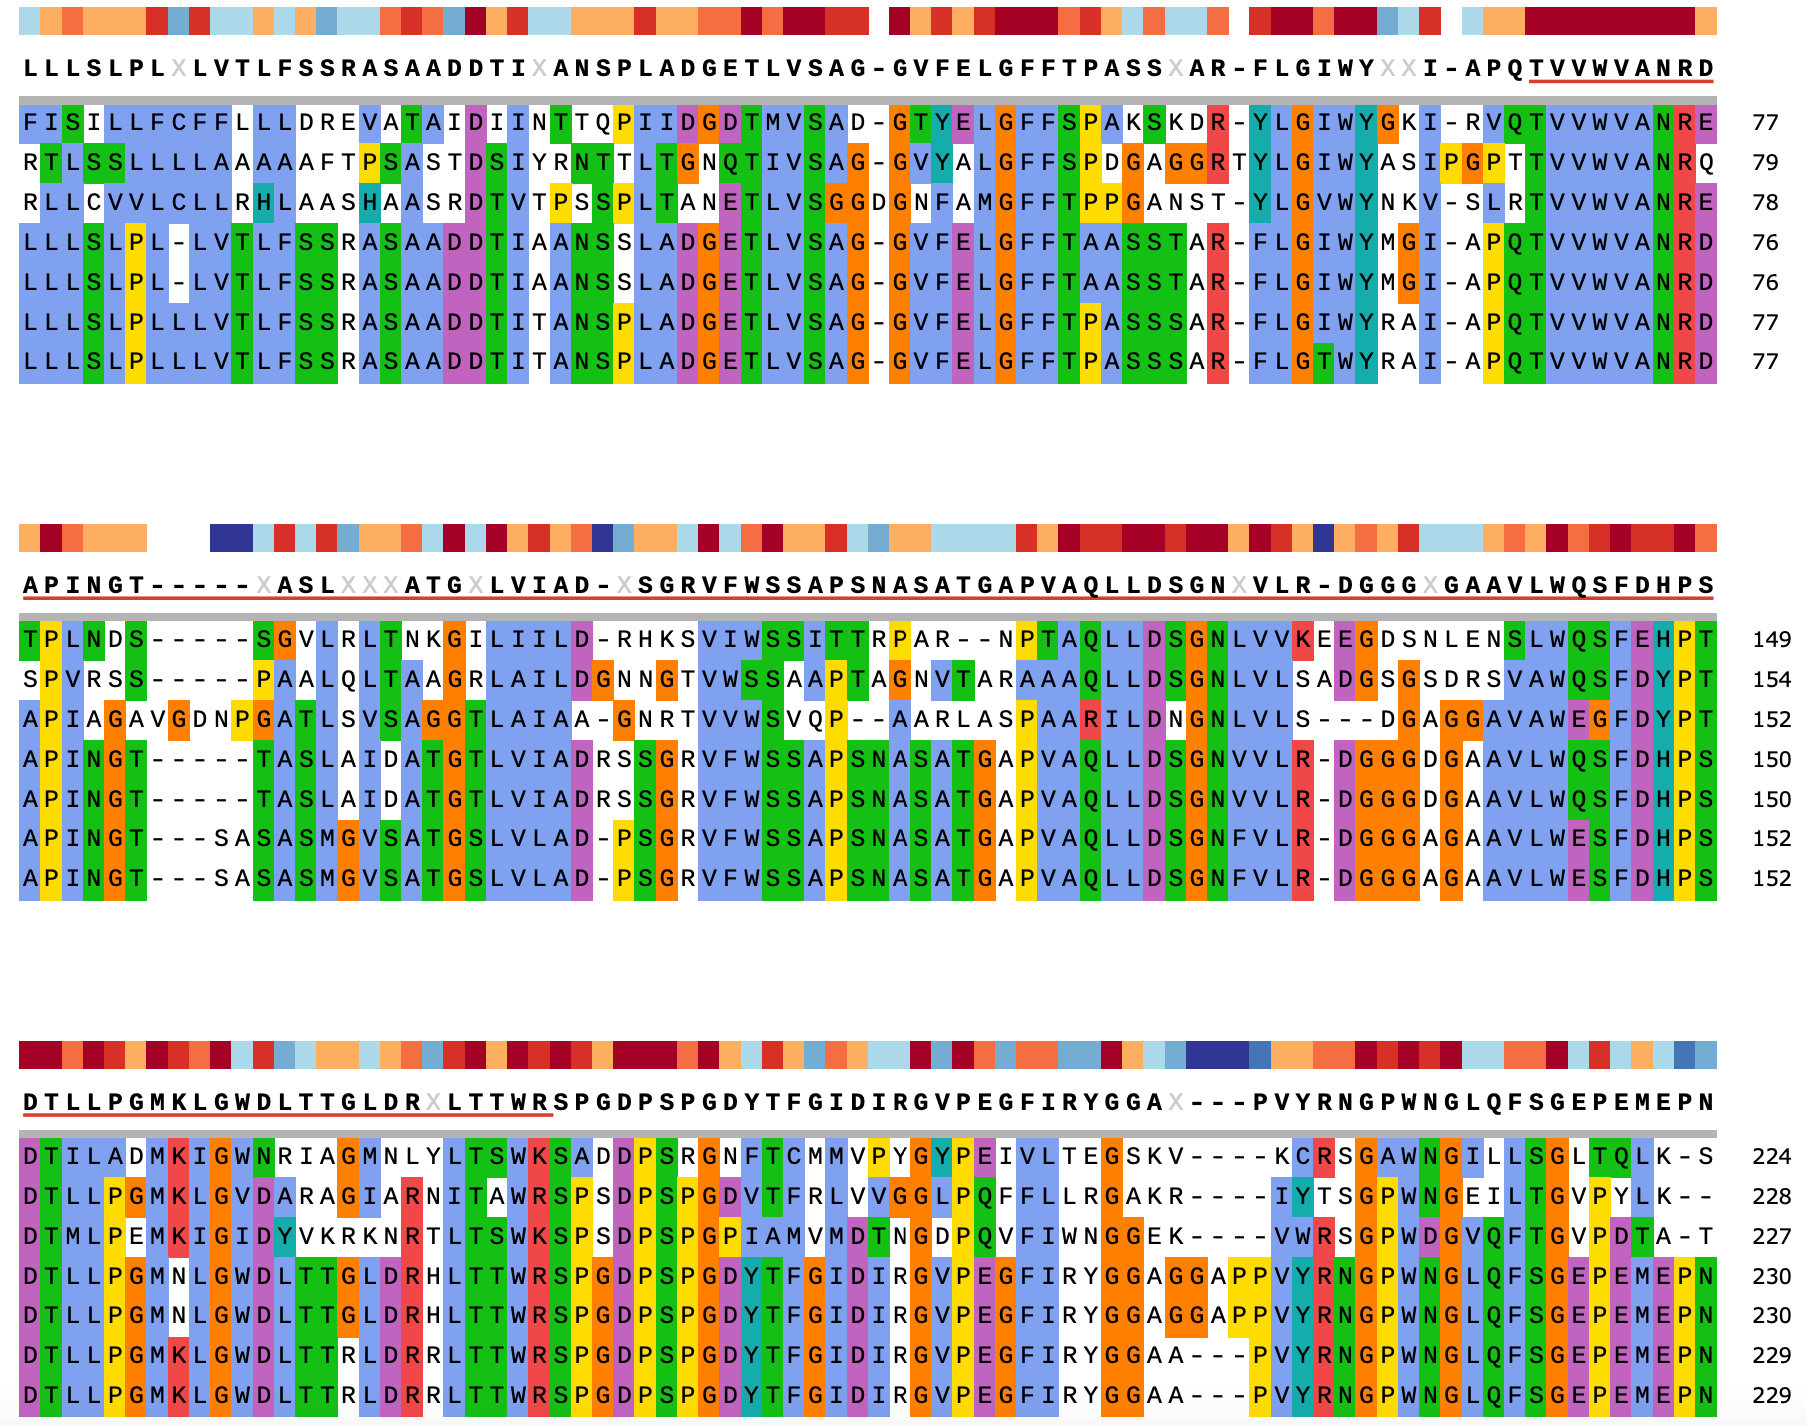 LLLSLPLXLVTLFSSRASAADDTIXANSPLADGETLVSAG-GVFELGFFTPASSXAR-FLGIWYXXI-APQTVVWVANRD
FISILLFCFFLLLDREVATAIDIINTTQPIIDGDTMVSAD-GTYELGFFSPAKSKDR-YLGIWYGKI-RVQTVVWVANRE 77
RTLSSLLLLAAAAAFTPSASTDSIYRNTTLTGNQTIVSAG-GVYALGFFSPDGAGGRTYLGIWYASIPGPTTVVWVANRQ 79
RLLCVVLCLLRHLAASHAASRDTVTPSSPLTANETLVSGGDGNFAMGFFTPPGANST-YLGVWYNKV-SLRTVVWVANRE 78
LLLSLPL-LVTLFSSRASAADDTIAANSSLADGETLVSAG-GVFELGFFTAASSTAR-FLGIWYMGI-APQTVVWVANRD 76
LLLSLPL-LVTLFSSRASAADDTIAANSSLADGETLVSAG-GVFELGFFTAASSTAR-FLGIWYMGI-APQTVVWVANRD 76
LLLSLPLLLVTLFSSRASAADDTITANSPLADGETLVSAG-GVFELGFFTPASSSAR-FLGIWYRAI-APQTVVWVANRD 77
LLLSLPLLLVTLFSSRASAADDTITANSPLADGETLVSAG-GVFELGFFTPASSSAR-FLGTWYRAI-APQTVVWVANRD 77
APINGT-----XASLXXXATGXLVIAD-XSGRVFWSSAPSNASATGAPVAQLLDSGNXVLR-DGGGXGAAVLWQSFDHPS
TPLNDS-----SGVLRLTNKGILIILD-RHKSVIWSSITTRPAR--NPTAQLLDSGNLVVKEEGDSNLENSLWQSFEHPT 149
SPVRSS-----PAALQLTAAGRLAILDGNNGTVWSSAAPTAGNVTARAAAQLLDSGNLVLSADGSGSDRSVAWQSFDYPT 154
APIAGAVGDNPGATLSVSAGGTLAIAA-GNRTVVWSVQP--AARLASPAARILDNGNLVLS---DGAGGAVAWEGFDYPT 152
APINGT-----TASLAIDATGTLVIADRSSGRVFWSSAPSNASATGAPVAQLLDSGNVVLR-DGGGDGAAVLWQSFDHPS 150
APINGT-----TASLAIDATGTLVIADRSSGRVFWSSAPSNASATGAPVAQLLDSGNVVLR-DGGGDGAAVLWQSFDHPS 150
APINGT---SASASMGVSATGSLVLAD-PSGRVFWSSAPSNASATGAPVAQLLDSGNFVLR-DGGGAGAAVLWESFDHPS 152
APINGT---SASASMGVSATGSLVLAD-PSGRVFWSSAPSNASATGAPVAQLLDSGNFVLR-DGGGAGAAVLWESFDHPS 152
DTLLPGMKLGWDLTTGLDRXLTTWRSPGDPSPGDYTFGIDIRGVPEGFIRYGGAX---PVYRNGPWNGLQFSGEPEMEPN
DTILADMKIGWNRIAGMNLYLTSWKSADDPSRGNFTCMMVPYGYPEIVLTEGSKV----KCRSGAWNGILLSGLTQLK-S 224
DTLLPGMKLGVDARAGIARNITAWRSPSDPSPGDVTFRLVVGGLPQFFLLRGAKR----IYTSGPWNGEILTGVPYLK-- 228
DTMLPEMKIGIDYVKRKNRTLTSWKSPSDPSPGPIAMVMDTNGDPQVFIWNGGEK----VWRSGPWDGVQFTGVPDTA-T 227
DTLLPGMNLGWDLTTGLDRHLTTWRSPGDPSPGDYTFGIDIRGVPEGFIRYGGAGGAPPVYRNGPWNGLQFSGEPEMEPN 230
DTLLPGMNLGWDLTTGLDRHLTTWRSPGDPSPGDYTFGIDIRGVPEGFIRYGGAGGAPPVYRNGPWNGLQFSGEPEMEPN 230
DTLLPGMKLGWDLTTRLDRRLTTWRSPGDPSPGDYTFGIDIRGVPEGFIRYGGAA---PVYRNGPWNGLQFSGEPEMEPN 229
DTLLPGMKLGWDLTTRLDRRLTTWRSPGDPSPGDYTFGIDIRGVPEGFIRYGGAA---PVYRNGPWNGLQFSGEPEMEPN 229